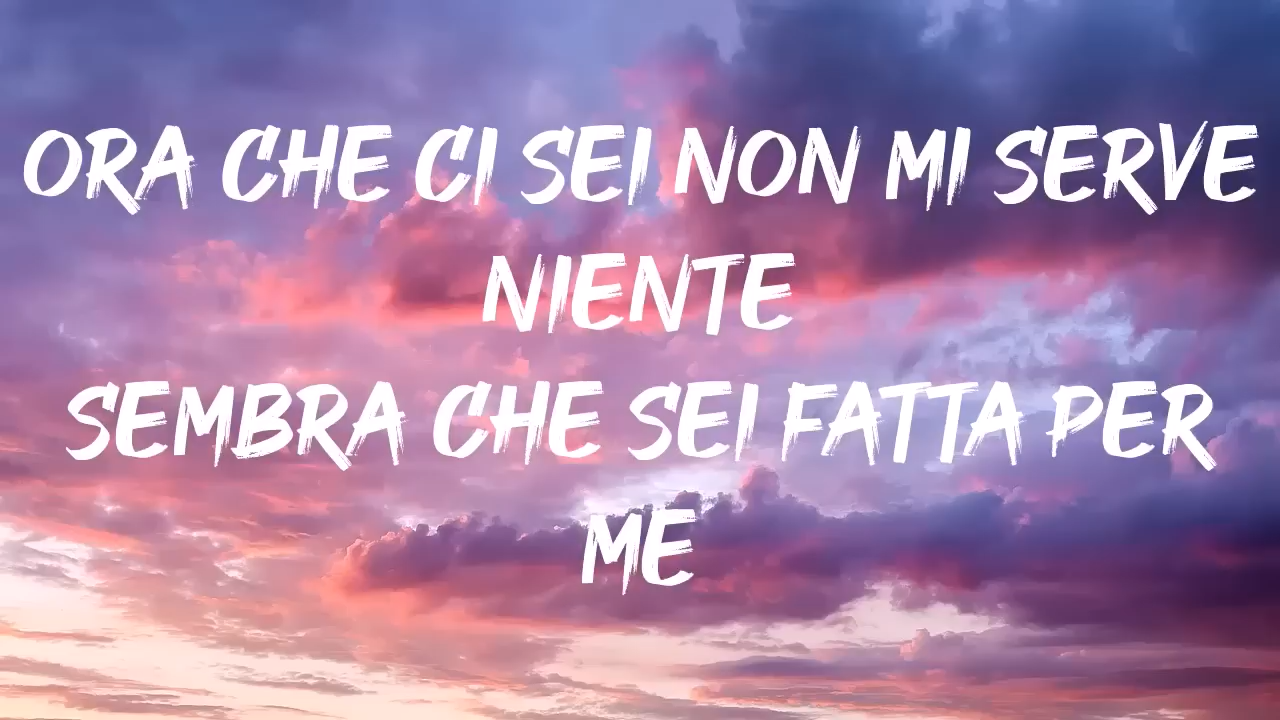 ORA CHE CI SEI NON MI SERVE
NIENTE
SEMBRA CHE SEI FATTA PER
ME